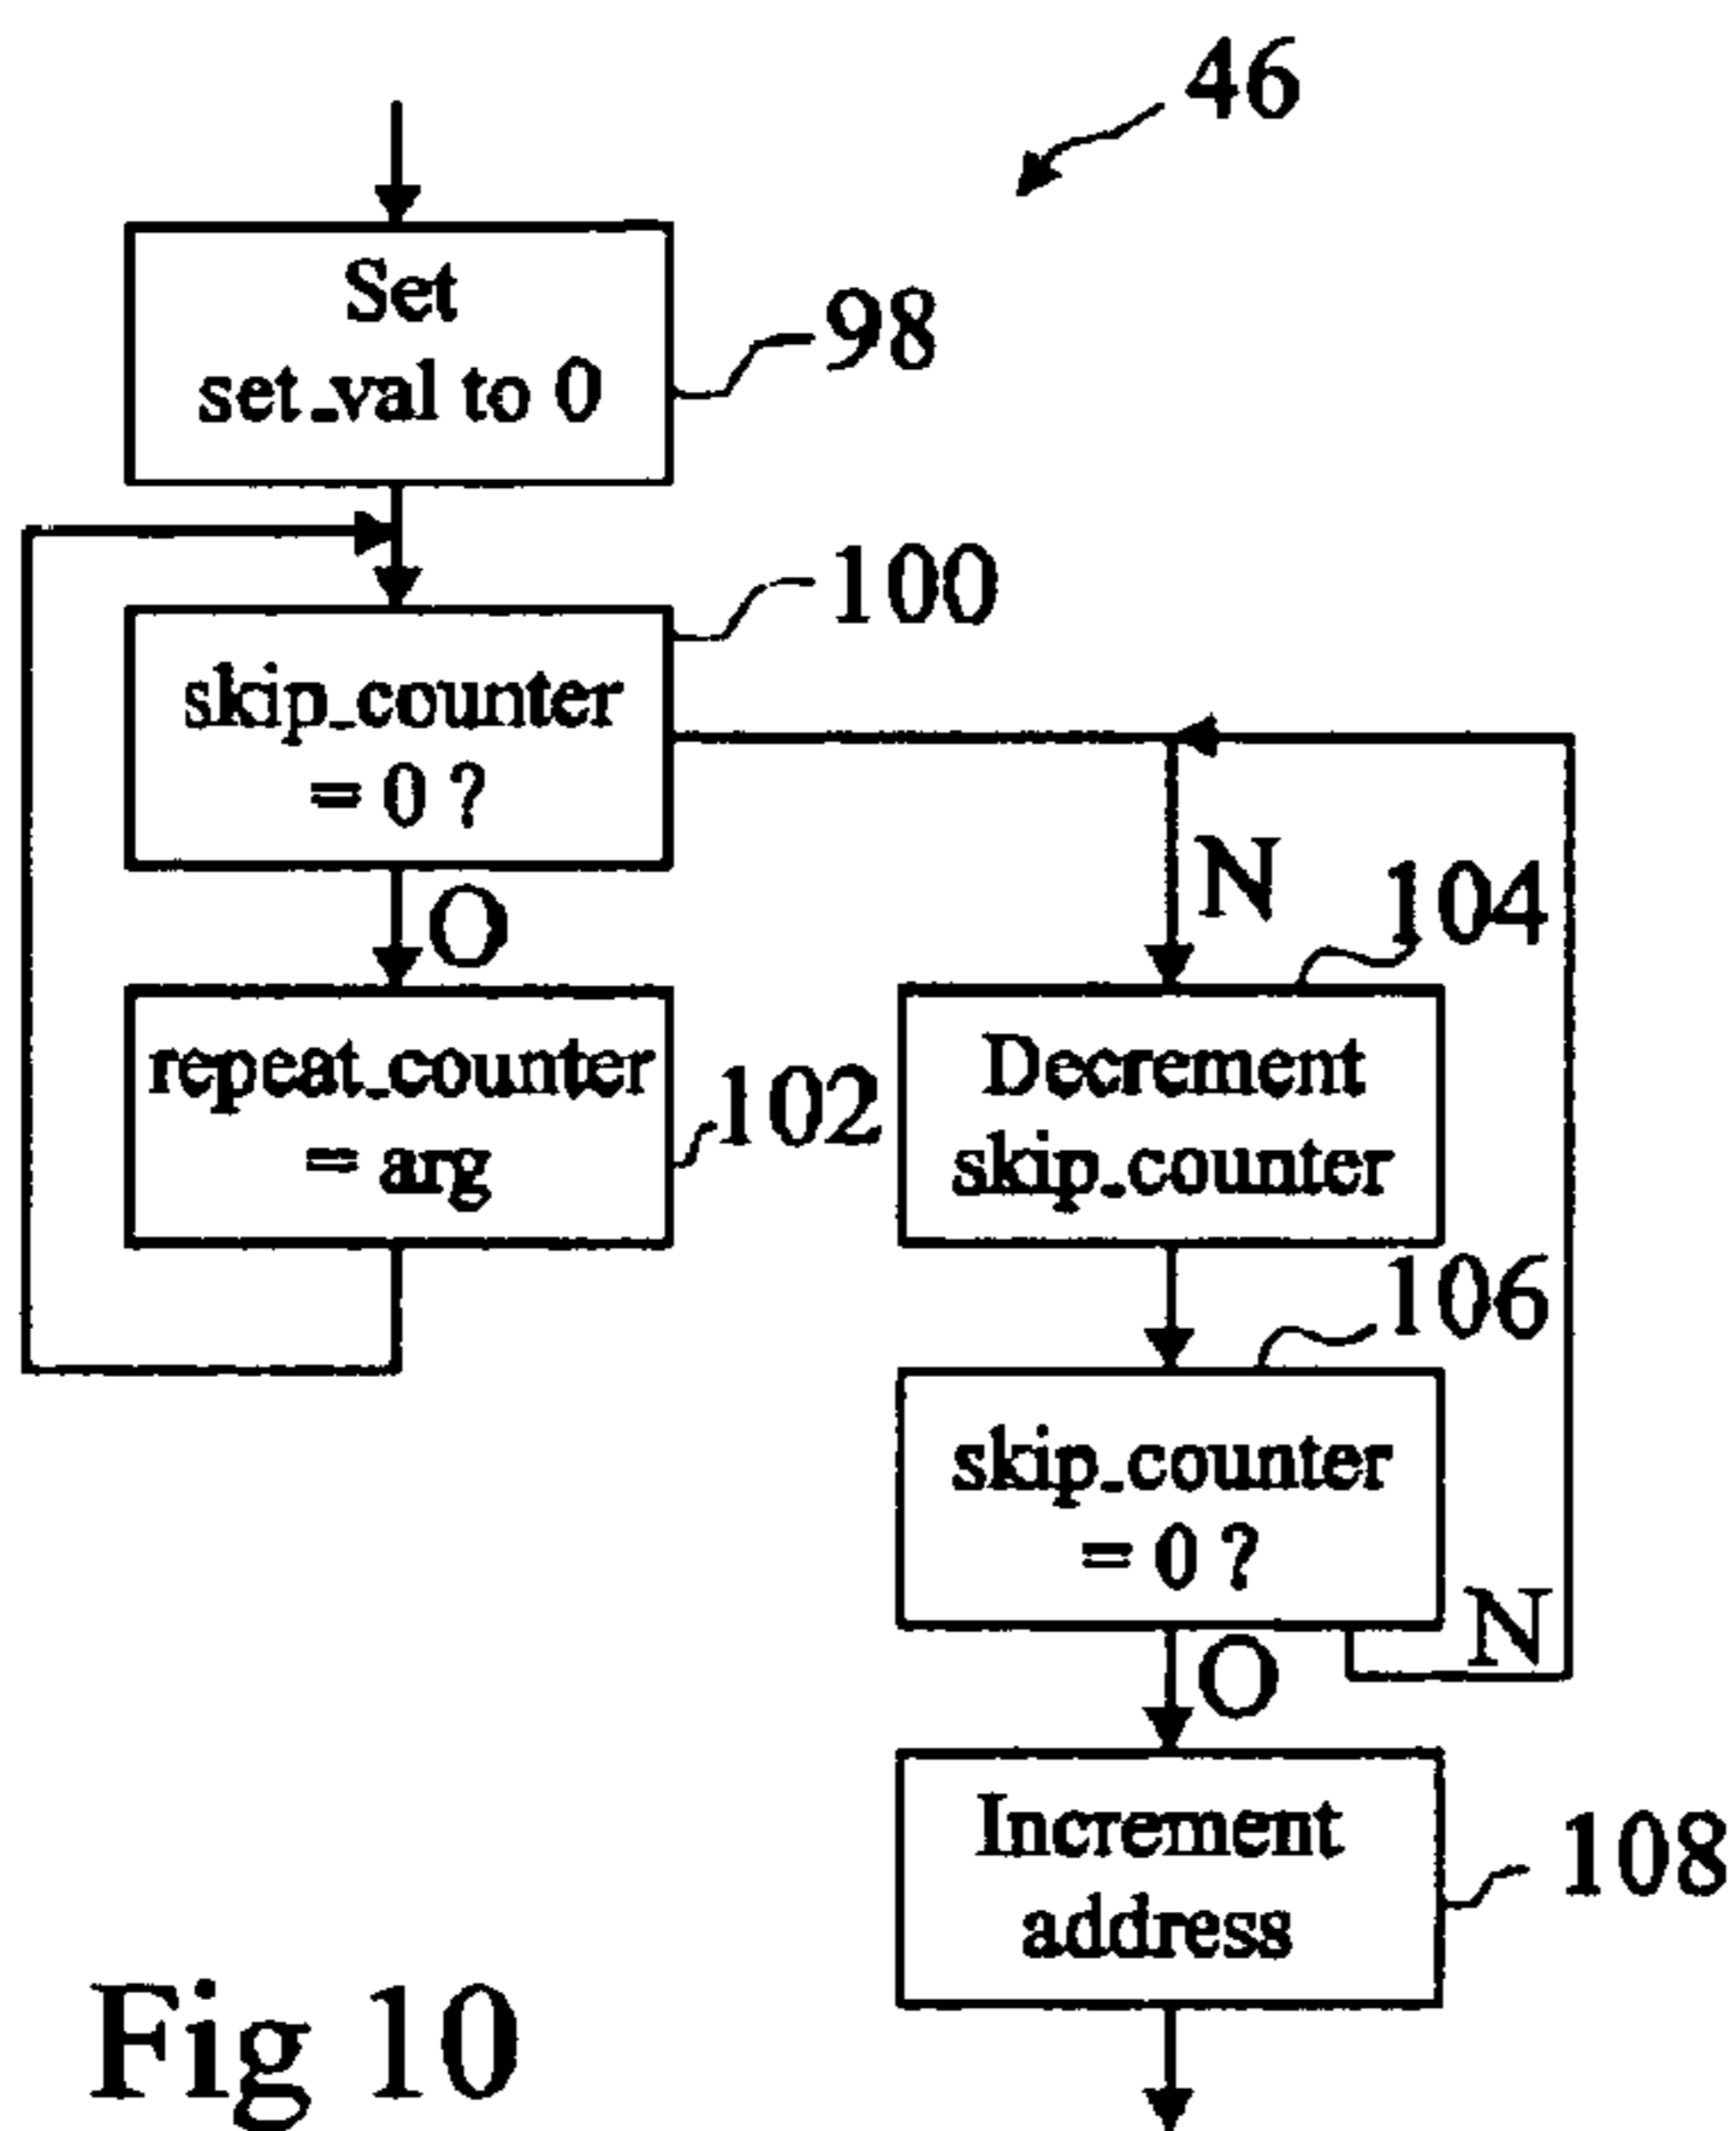 46
Set
set_val to 0
98
100
skip_counter
= 0 ?
O
N
104
repeat_counter
= arg
102
Decrement
skip_counter
106
skip_counter
= 0 ?
N
O
Increment
address
108
Fig 10